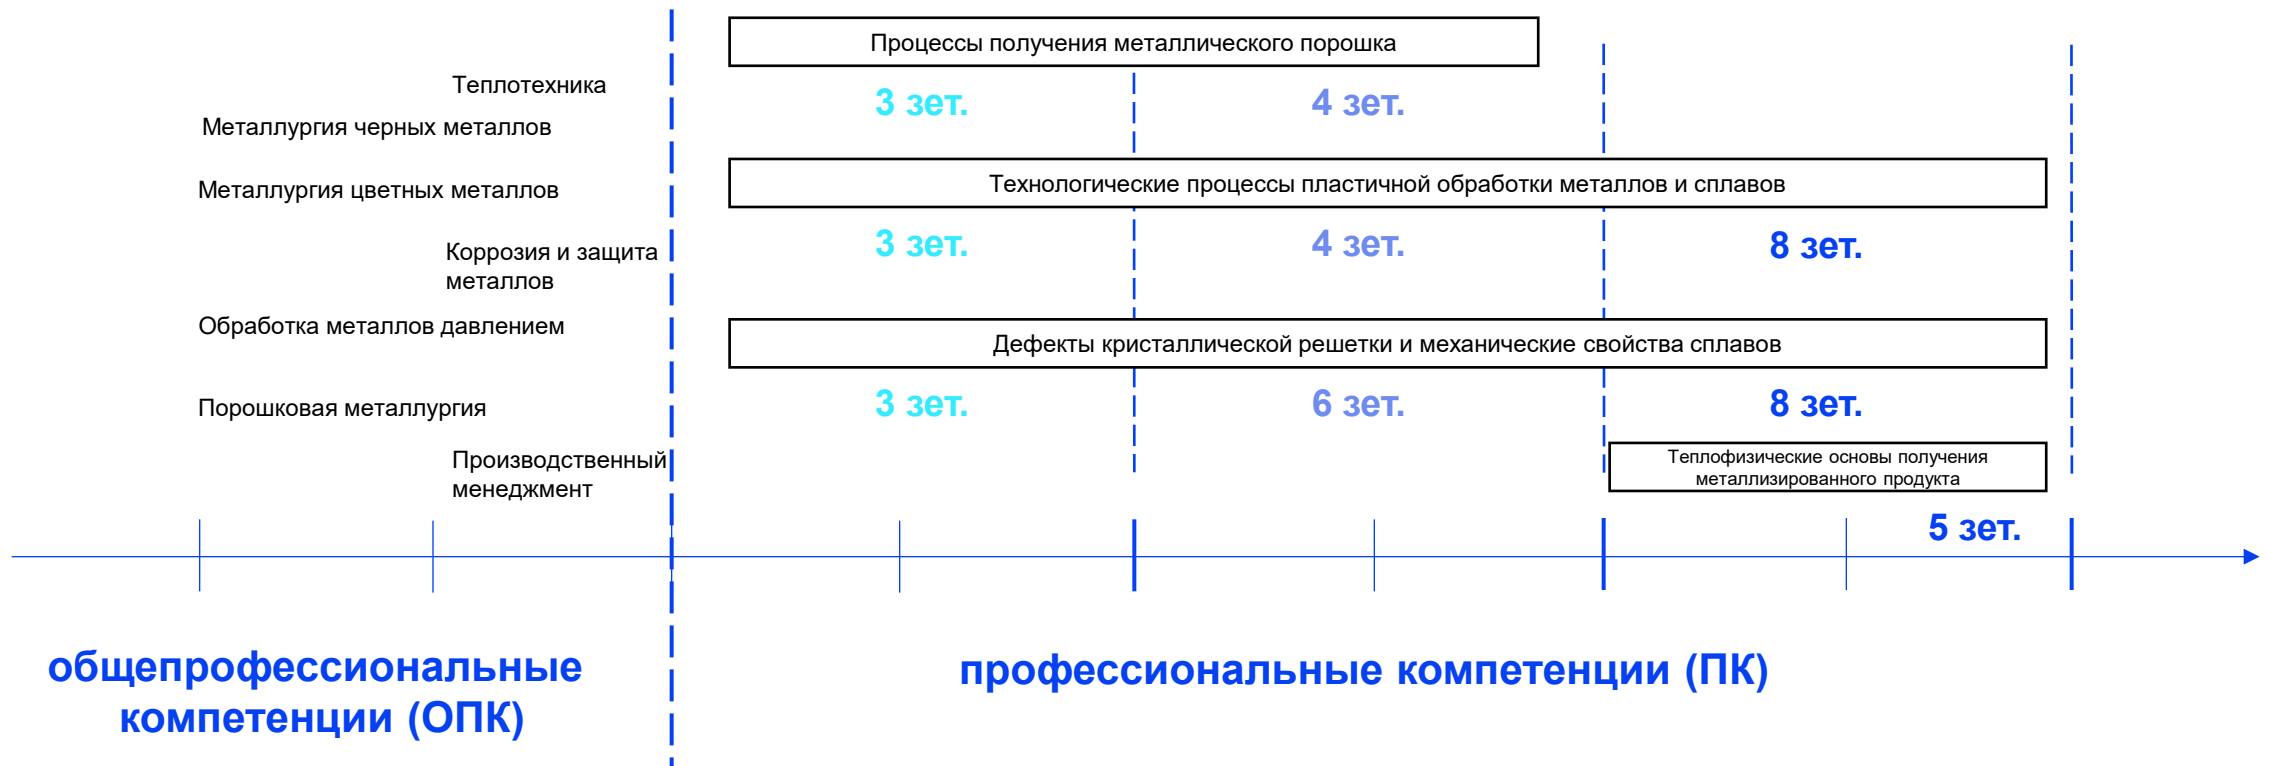 Процессы получения металлического порошка
Теплотехника
3 зет.
4 зет.
Металлургия черных металлов
Технологические процессы пластичной обработки металлов и сплавов
Металлургия цветных металлов
3 зет.
4 зет.
8 зет.
Коррозия и защита
металлов
Обработка металлов давлением
Дефекты кристаллической решетки и механические свойства сплавов
Порошковая металлургия
3 зет.
6 зет.
8 зет.
Производственный
менеджмент
Теплофизические основы получения
металлизированного продукта
5 зет.
общепрофессиональные
компетенции (ОПК)
профессиональные компетенции (ПК)